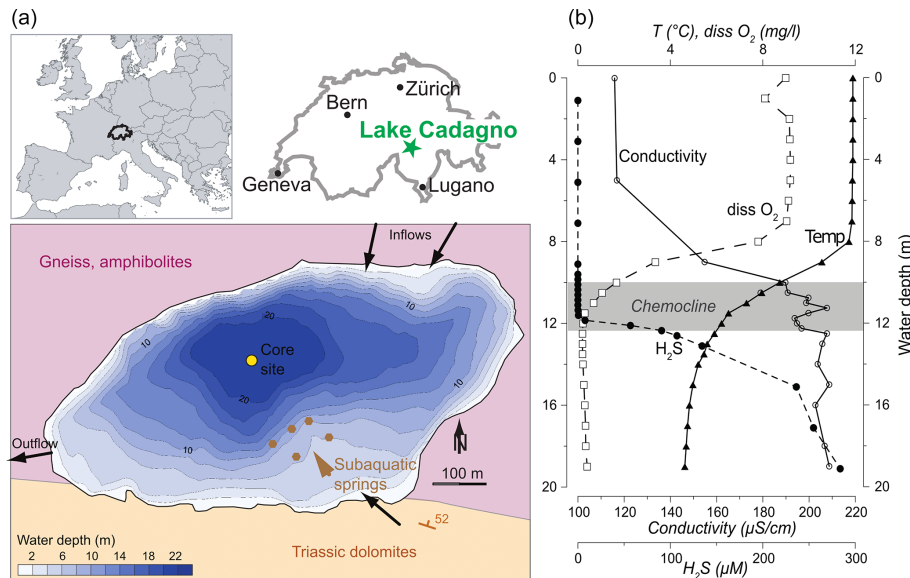 (a)
Bern
Zürich
Lake Cadagno
Geneva
Lugano
Gneiss, amphibolites
Inflows
20
10
10
Core
site
10
20
10
Outflow
N
100 m
Subaquatic
springs
52
Water depth (m)
2 6 10 14 18 22
Triassic dolomites
(b)
T (°C), diss O2 (mg/l)
0 4 8 12
0 0
2
4 4
Conductivity
diss O2
Temp
8 8
Chemocline
12 12
H2S
16 16
20 20
Water depth (m)
100 120 140 160 180 200 220
Conductivity (µS/cm)
0 100 200 300
H2S (µM)